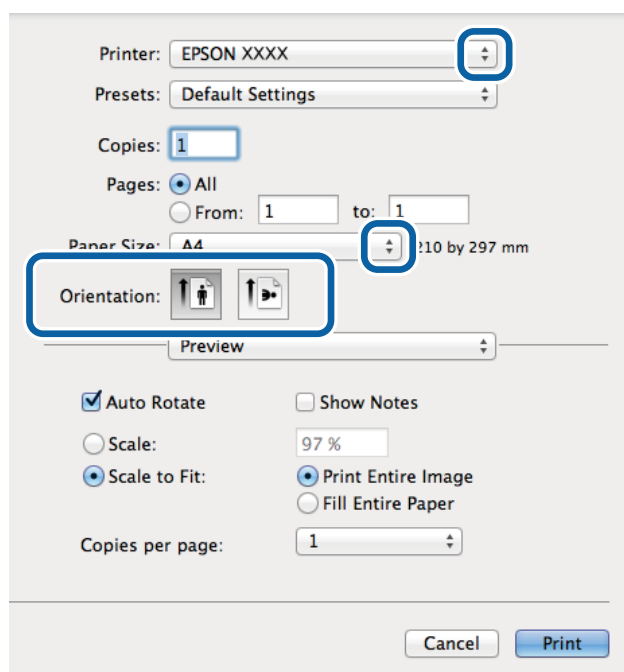 Printer: EPSON XXXX
Presets: Default Settings
Copies: 1
Pages: All
From: 1 to: 1
Paper Size: A4 210 by 297 mm
Orientation:
Preview
Auto Rotate Show Notes
Scale: 97 %
Scale to Fit: Print Entire Image
Fill Entire Paper
Copies per page: 1
Cancel Print